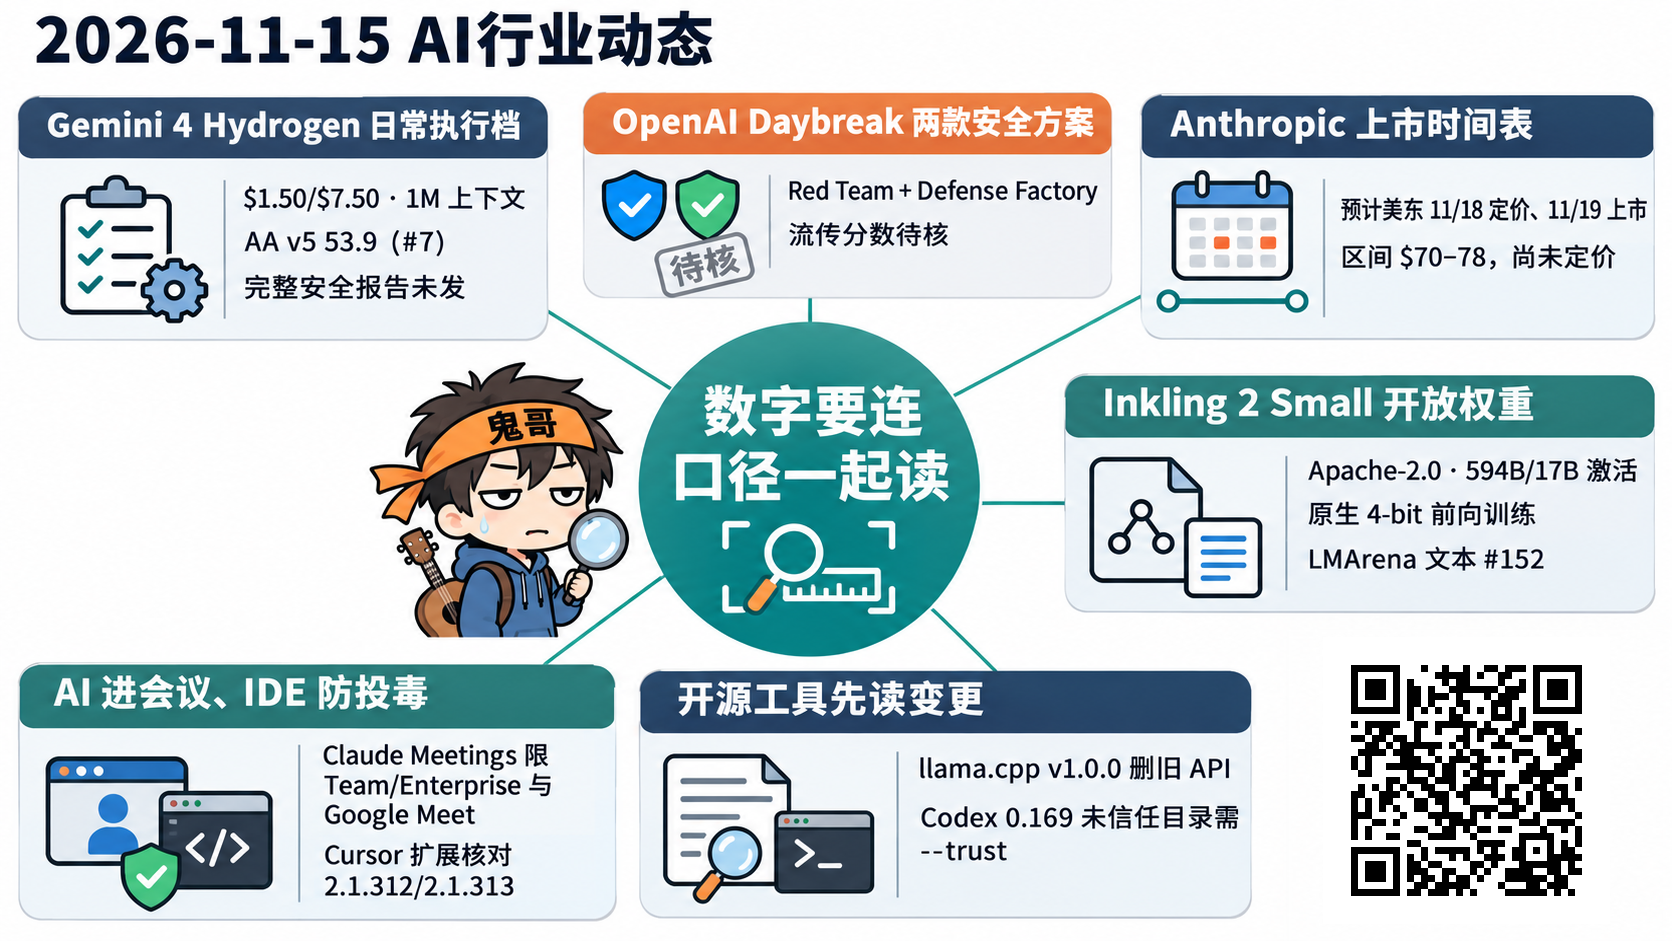 2026-11-15 AI行业动态
Gemini 4 Hydrogen 日常执行档
$1.50/$7.50 · 1M 上下文
AA v5 53.9 (#7)
完整安全报告未发
OpenAI Daybreak 两款安全方案
Red Team + Defense Factory
流传分数待核
待核
Anthropic 上市时间表
预计美东 11/18 定价、11/19 上市
区间 $70–78，尚未定价
数字要连
口径一起读
鬼哥
Inkling 2 Small 开放权重
Apache-2.0 · 594B/17B 激活
原生 4-bit 前向训练
LMArena 文本 #152
AI 进会议、IDE 防投毒
Claude Meetings 限
Team/Enterprise 与
Google Meet
Cursor 扩展核对
2.1.312/2.1.313
</>
开源工具先读变更
llama.cpp v1.0.0 删旧 API
Codex 0.169 未信任目录需
--trust
>_